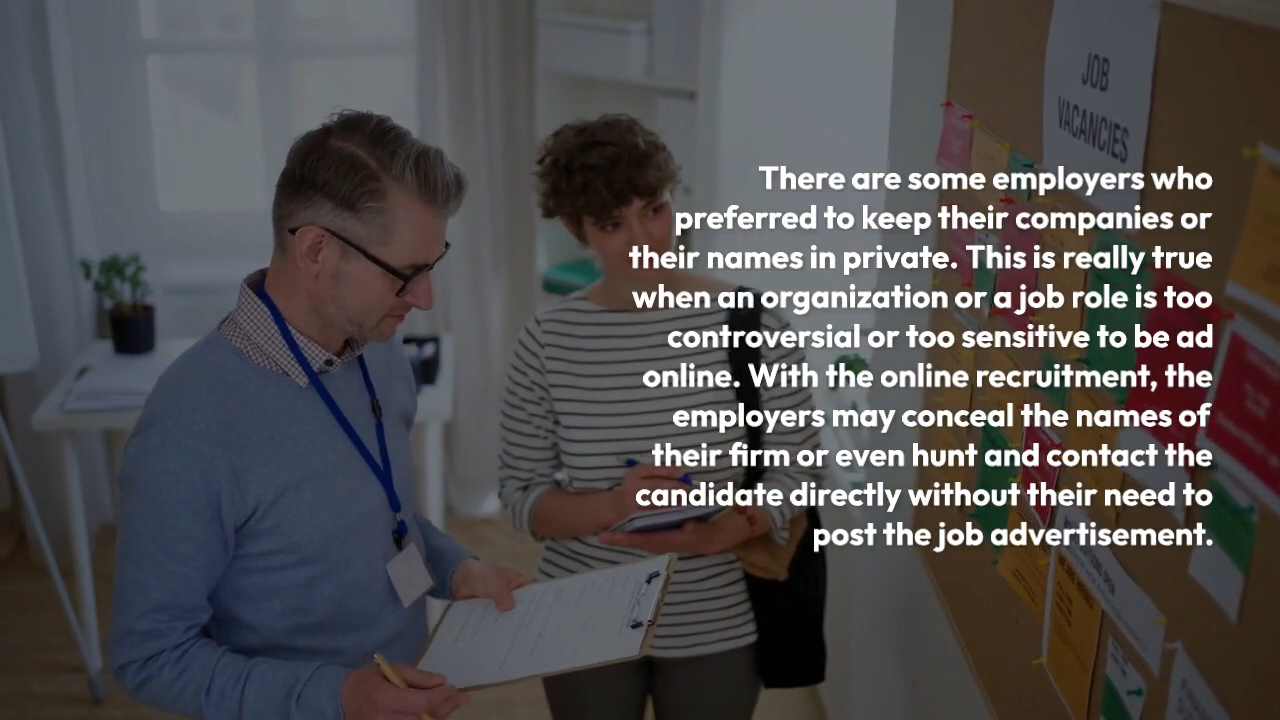 JOB
VACANCIES
There are some employers who
preferred to keep their companies or
their names in private. This is really true
when an organization or a job role is too
controversial or too sensitive to be ad
online. With the online recruitment, the
employers may conceal the names of
their firm or even hunt and contact the
candidate directly without their need to
post the job advertisement.